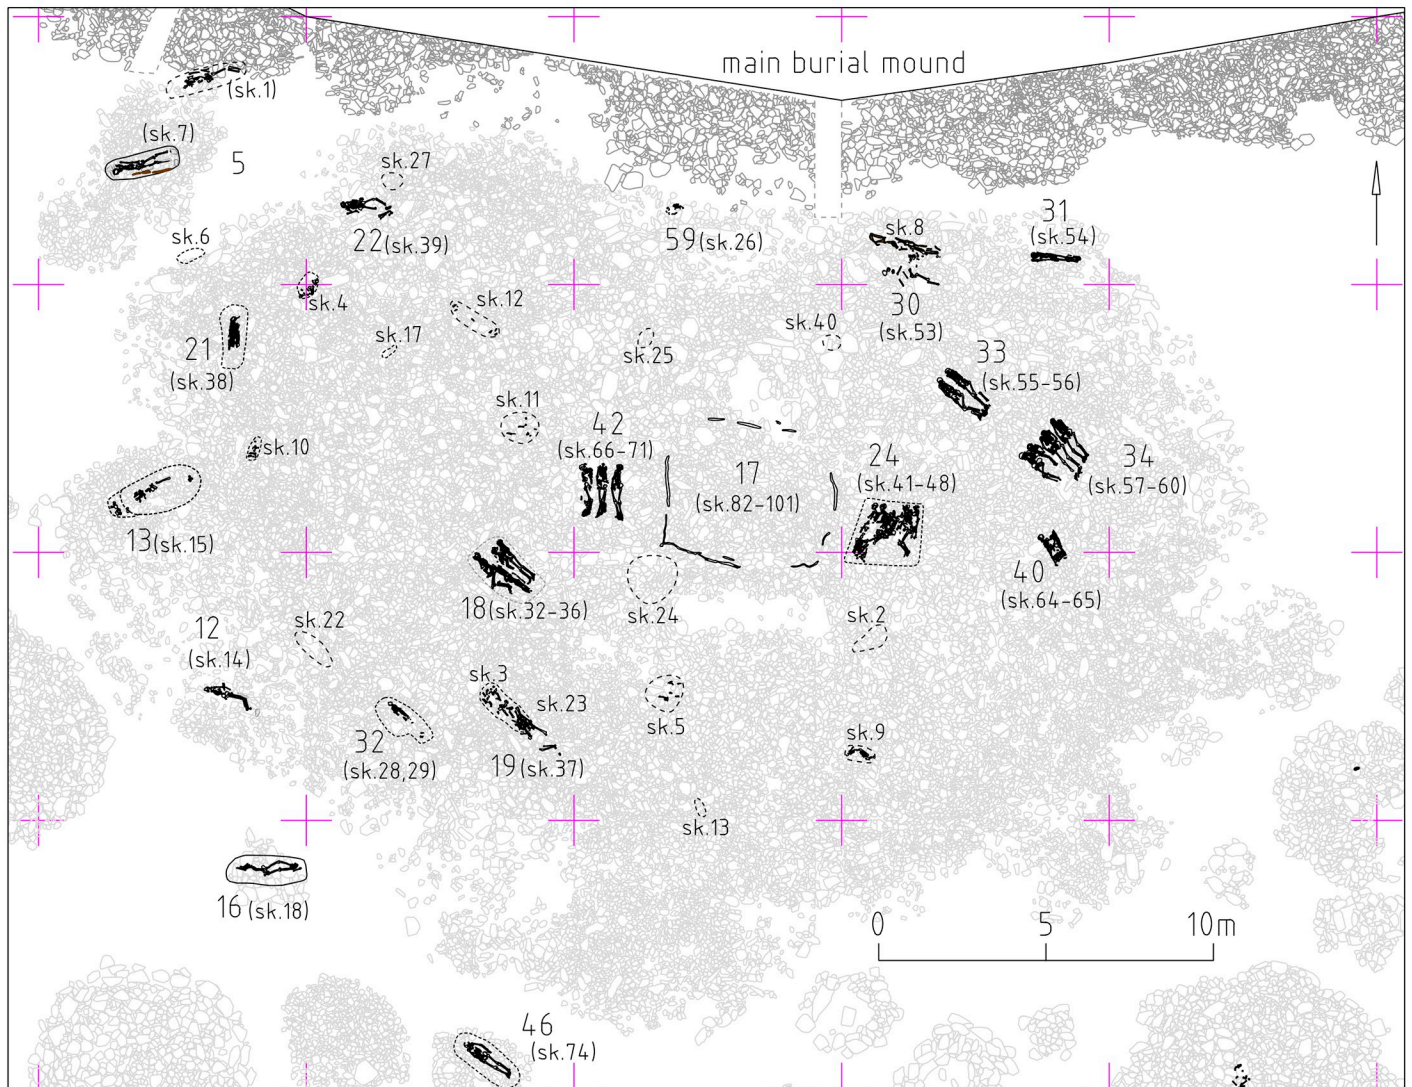 main burial mound
(sk.1)
(sk.7)
5
sk.27
22(sk.39)
59(sk.26)
sk.8
31
(sk.54)
sk.6
sk.4
sk.12
30
(sk.53)
sk.17
sk.25
sk.40
21
(sk.38)
33
(sk.55-56)
sk.11
42
(sk.66-71)
sk.10
17
(sk.82-101)
24
(sk.41-48)
34
(sk.57-60)
13(sk.15)
18(sk.32-36)
sk.24
40
(sk.64-65)
12
(sk.14)
sk.22
sk.2
sk.3
sk.23
sk.5
32
(sk.28,29)
19(sk.37)
sk.9
sk.13
16(sk.18)
0 5 10m
46
(sk.74)